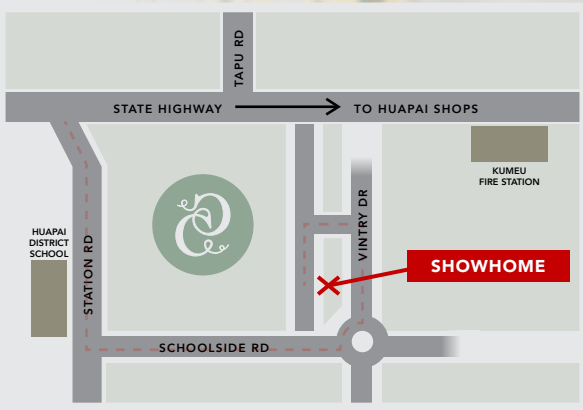 TAPU RD
STATE HIGHWAY
TO HUAPAI SHOPS
KUMEU
FIRE STATION
HUAPAI
DISTRICT
SCHOOL
STATION RD
VINTRY DR
SHOWHOME
SCHOOLSIDE RD